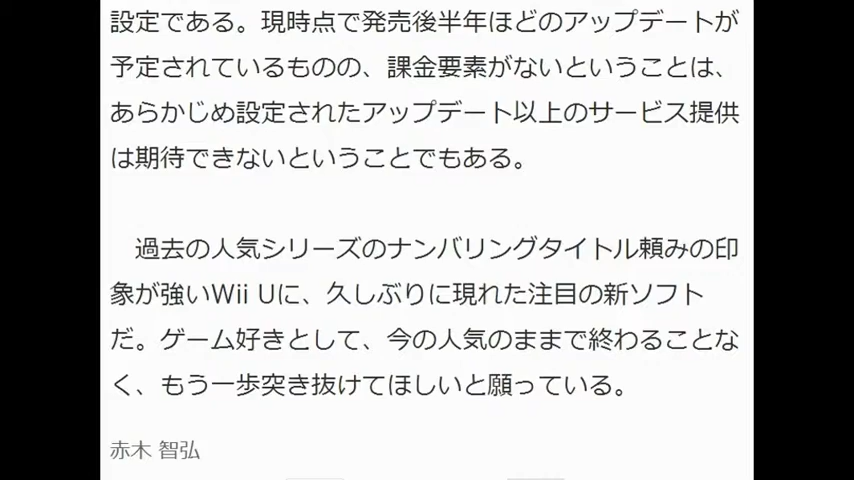 設定である。現時点で発売後半年ほどのアップデートが
予定されているものの、課金要素がないということは、
あらかじめ設定されたアップデート以上のサービス提供
は期待できないということでもある。
過去の人気シリーズのナンバリングタイトル頼みの印
象が強いWii Uに、久しぶりに現れた注目の新ソフト
だ。ゲーム好きとして、今の人気のままで終わることな
く、もう一歩突き抜けてほしいと願っている。
赤木 智弘